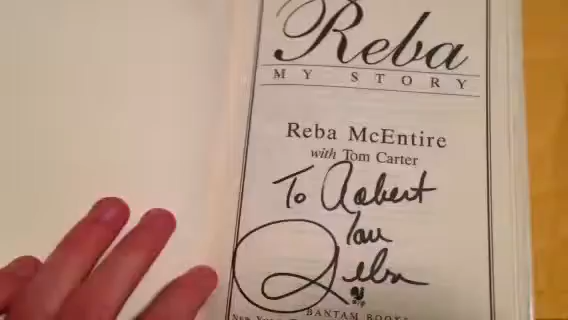 Reba
MY STORY
Reba McEntire
with Tom Carter
To Robert
Love
Reba
BANTAM BOOKS